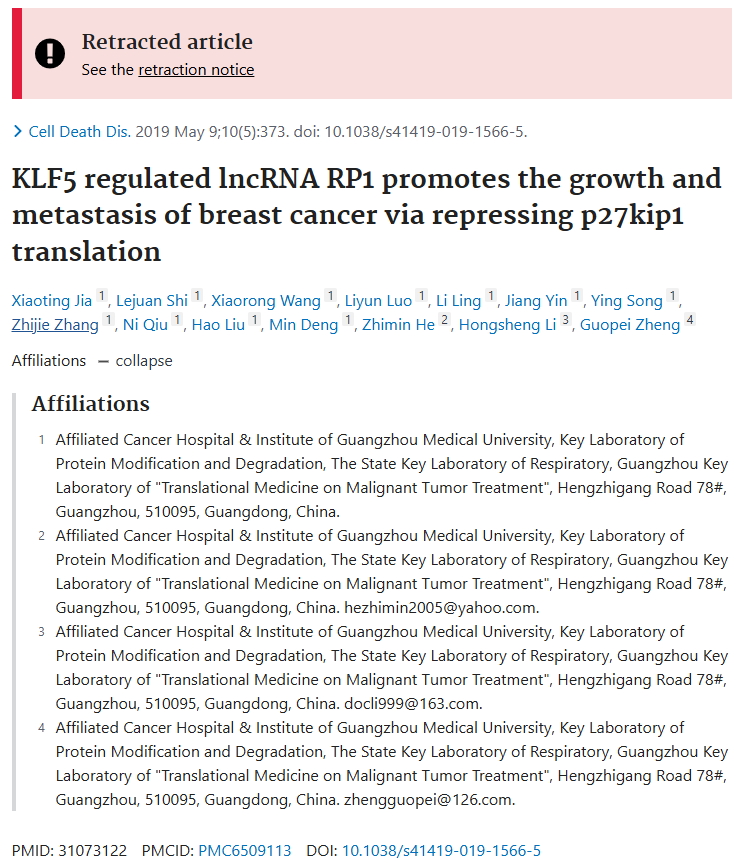 Retracted article
See the retraction notice
Cell Death Dis. 2019 May 9;10(5):373. doi: 10.1038/s41419-019-1566-5.
KLF5 regulated lncRNA RP1 promotes the growth and
metastasis of breast cancer via repressing p27kip1
translation
Xiaoting Jia 1, Lejuan Shi 1, Xiaorong Wang 1, Liyun Luo 1, Li Ling 1, Jiang Yin 1, Ying Song 1,
Zhijie Zhang 1, Ni Qiu 1, Hao Liu 1, Min Deng 1, Zhimin He 2, Hongsheng Li 3, Guopei Zheng 4
Affiliations — collapse
Affiliations
1 Affiliated Cancer Hospital & Institute of Guangzhou Medical University, Key Laboratory of
Protein Modification and Degradation, The State Key Laboratory of Respiratory, Guangzhou Key
Laboratory of "Translational Medicine on Malignant Tumor Treatment", Hengzhigang Road 78#,
Guangzhou, 510095, Guangdong, China.
2 Affiliated Cancer Hospital & Institute of Guangzhou Medical University, Key Laboratory of
Protein Modification and Degradation, The State Key Laboratory of Respiratory, Guangzhou Key
Laboratory of "Translational Medicine on Malignant Tumor Treatment", Hengzhigang Road 78#,
Guangzhou, 510095, Guangdong, China. hezhimin2005@yahoo.com.
3 Affiliated Cancer Hospital & Institute of Guangzhou Medical University, Key Laboratory of
Protein Modification and Degradation, The State Key Laboratory of Respiratory, Guangzhou Key
Laboratory of "Translational Medicine on Malignant Tumor Treatment", Hengzhigang Road 78#,
Guangzhou, 510095, Guangdong, China. docli999@163.com.
4 Affiliated Cancer Hospital & Institute of Guangzhou Medical University, Key Laboratory of
Protein Modification and Degradation, The State Key Laboratory of Respiratory, Guangzhou Key
Laboratory of "Translational Medicine on Malignant Tumor Treatment", Hengzhigang Road 78#,
Guangzhou, 510095, Guangdong, China. zhengguopei@126.com.
PMID: 31073122 PMCID: PMC6509113 DOI: 10.1038/s41419-019-1566-5